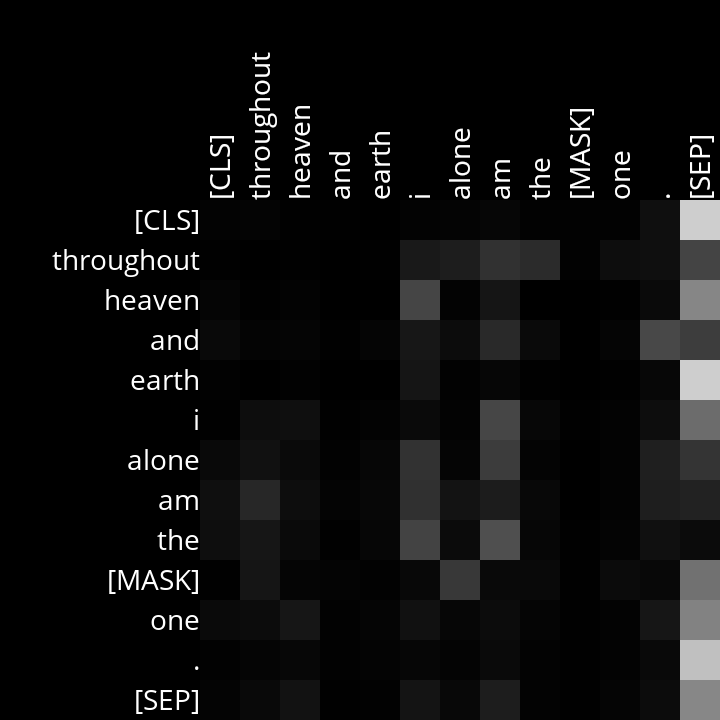 [CLS] throughout heaven and earth i alone am the [MASK] one . [SEP]
[CLS]
throughout
heaven
and
earth
i
alone
am
the
[MASK]
one
.
[SEP]